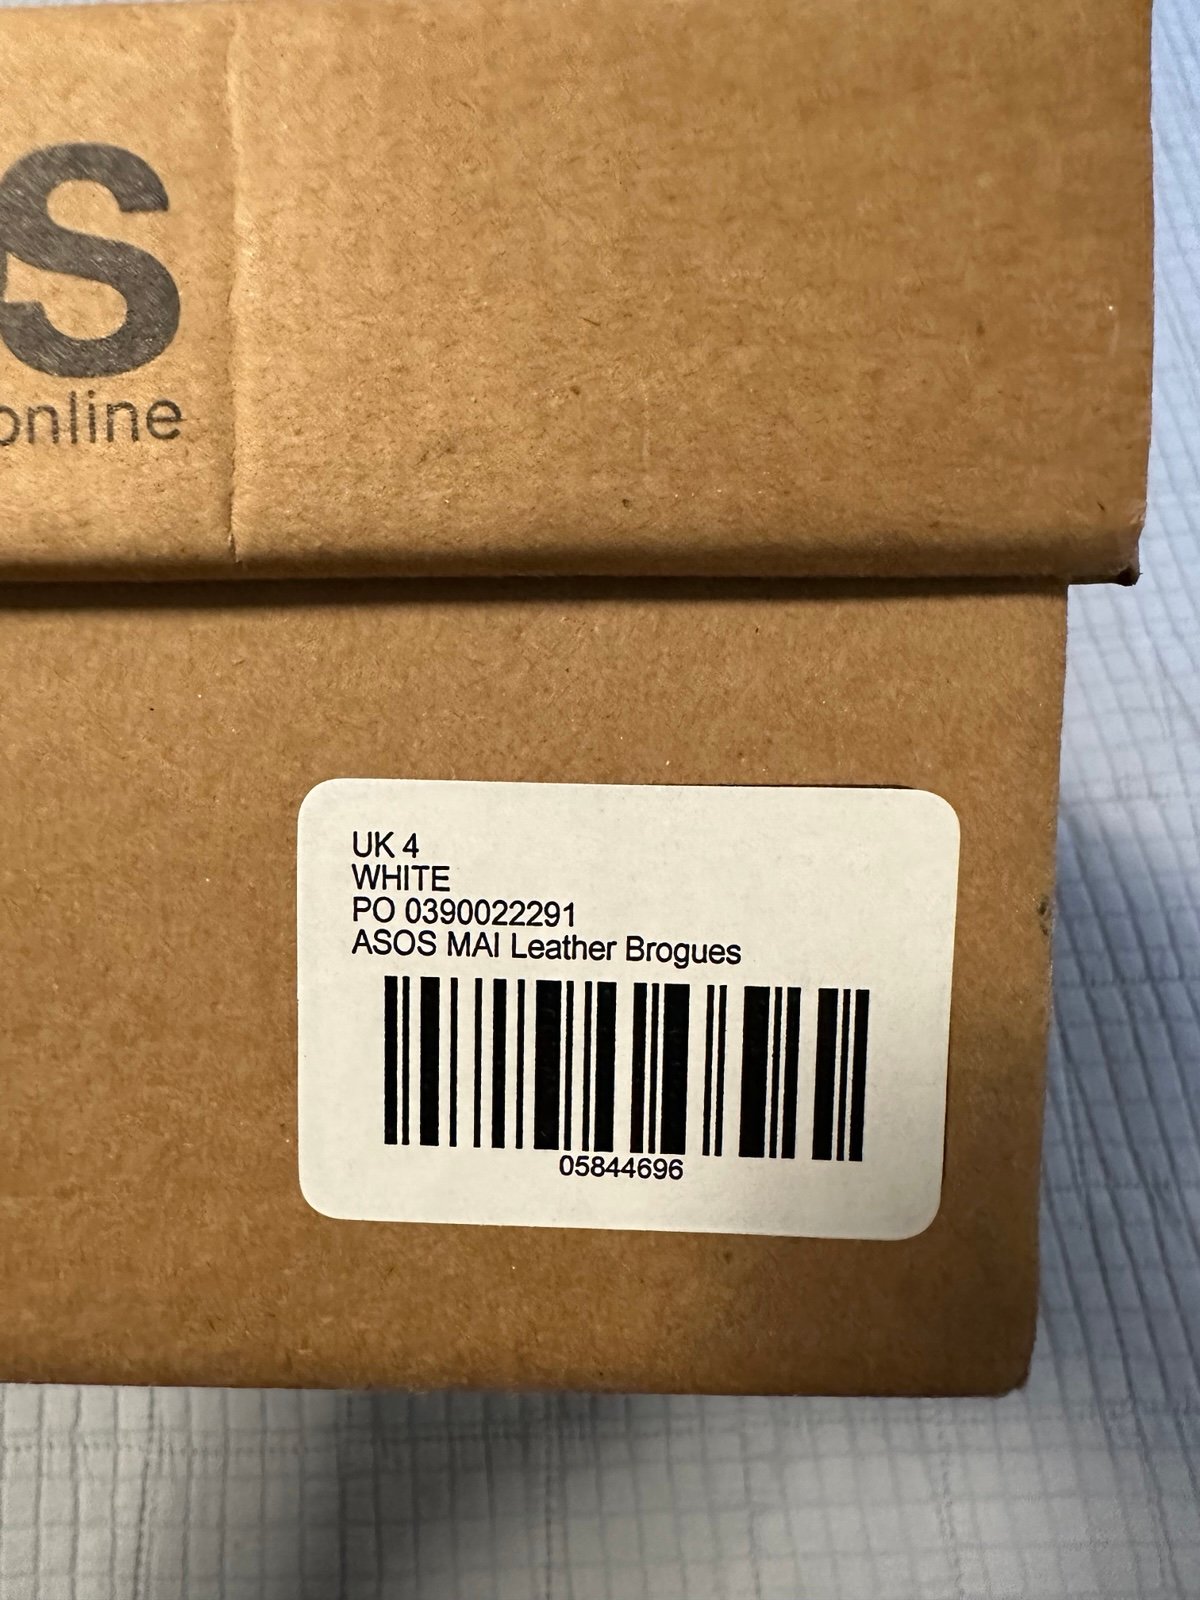 S
online
UK 4
WHITE
PO 0390022291
ASOS MAI Leather Brogues
05844696